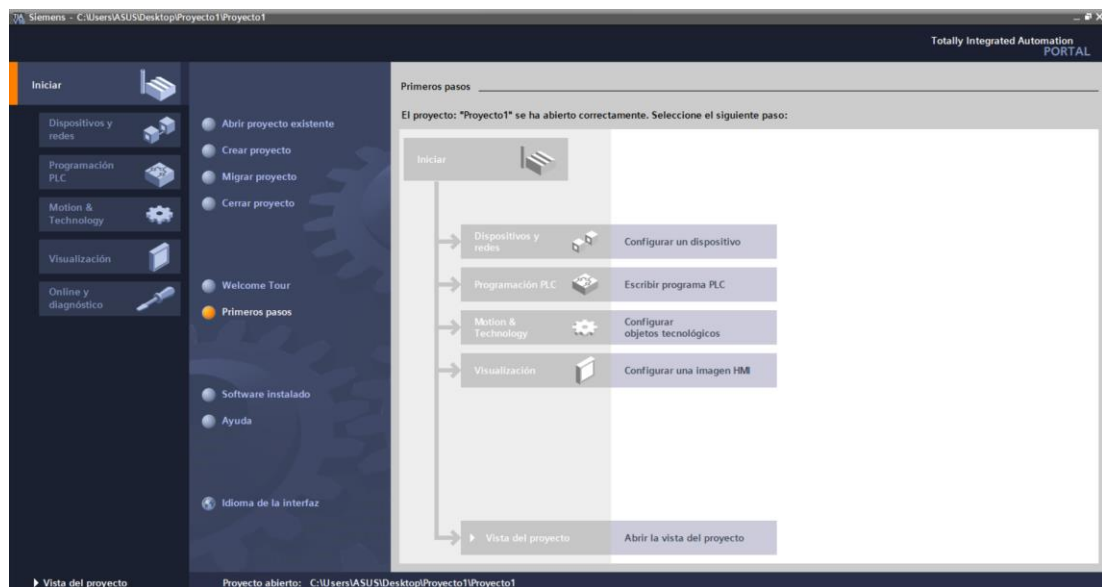 Siemens - C:\Users\ASUS\Desktop\Proyecto1\Proyecto1
Totally Integrated Automation
PORTAL
Iniciar
Dispositivos y
redes
Programación
PLC
Motion &
Technology
Visualización
Online y
diagnóstico
Abrir proyecto existente
Crear proyecto
Migrar proyecto
Cerrar proyecto
Welcome Tour
Primeros pasos
Software instalado
Ayuda
Idioma de la interfaz
Primeros pasos
El proyecto: "Proyecto1" se ha abierto correctamente. Seleccione el siguiente paso:
Iniciar
Dispositivos y
redes
Configurar un dispositivo
Programación PLC
Escribir programa PLC
Motion &
Technology
Configurar
objetos tecnológicos
Visualización
Configurar una imagen HMI
Vista del proyecto
Abrir la vista del proyecto
Vista del proyecto
Proyecto abierto: C:\Users\ASUS\Desktop\Proyecto1\Proyecto1